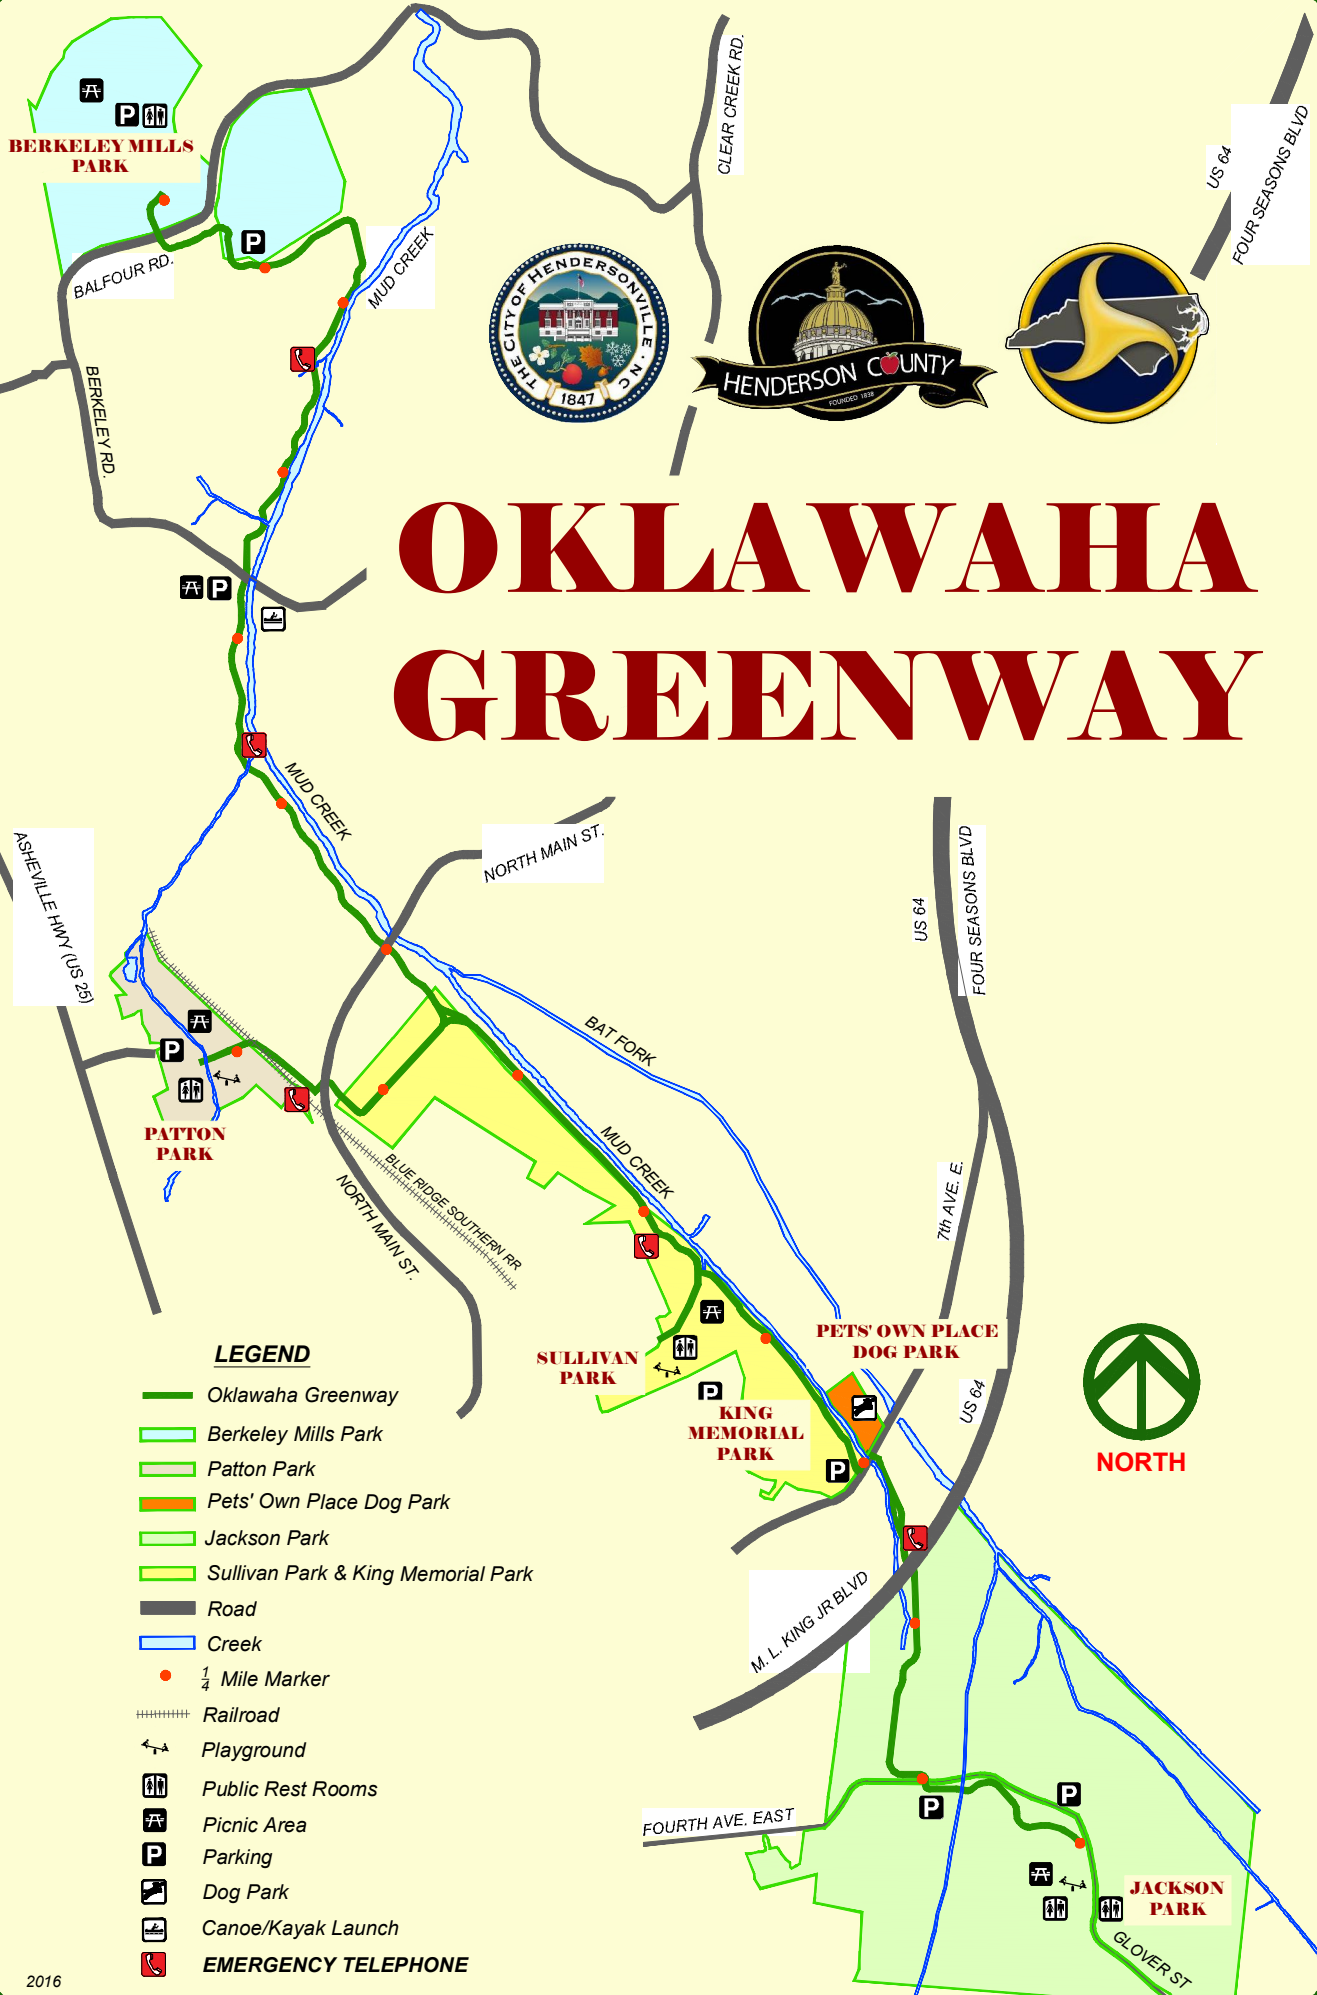 CLEAR CREEK RD.
US 64
FOUR SEASONS BLVD
P
BERKELEY MILLS
PARK
P
BALFOUR RD.
MUD CREEK
THE CITY OF HENDERSONVILLE · NC
1847
HENDERSON COUNTY
FOUNDED 1838
BERKELEY RD.
OKLAWAHA
GREENWAY
P
MUD CREEK
NORTH MAIN ST.
ASHEVILLE HWY (US 25)
US 64
FOUR SEASONS BLVD
BAT FORK
P
PATTON
PARK
MUD CREEK
BLUE RIDGE SOUTHERN RR
NORTH MAIN ST.
7th AVE. E.
PETS' OWN PLACE
DOG PARK
SULLIVAN
PARK
P
KING
MEMORIAL
PARK
P
US 64
NORTH
M. L. KING JR BLVD
P
P
FOURTH AVE. EAST
JACKSON
PARK
GLOVER ST
LEGEND
Oklawaha Greenway
Berkeley Mills Park
Patton Park
Pets' Own Place Dog Park
Jackson Park
Sullivan Park & King Memorial Park
Road
Creek
1/4 Mile Marker
Railroad
Playground
Public Rest Rooms
Picnic Area
P Parking
Dog Park
Canoe/Kayak Launch
EMERGENCY TELEPHONE
2016